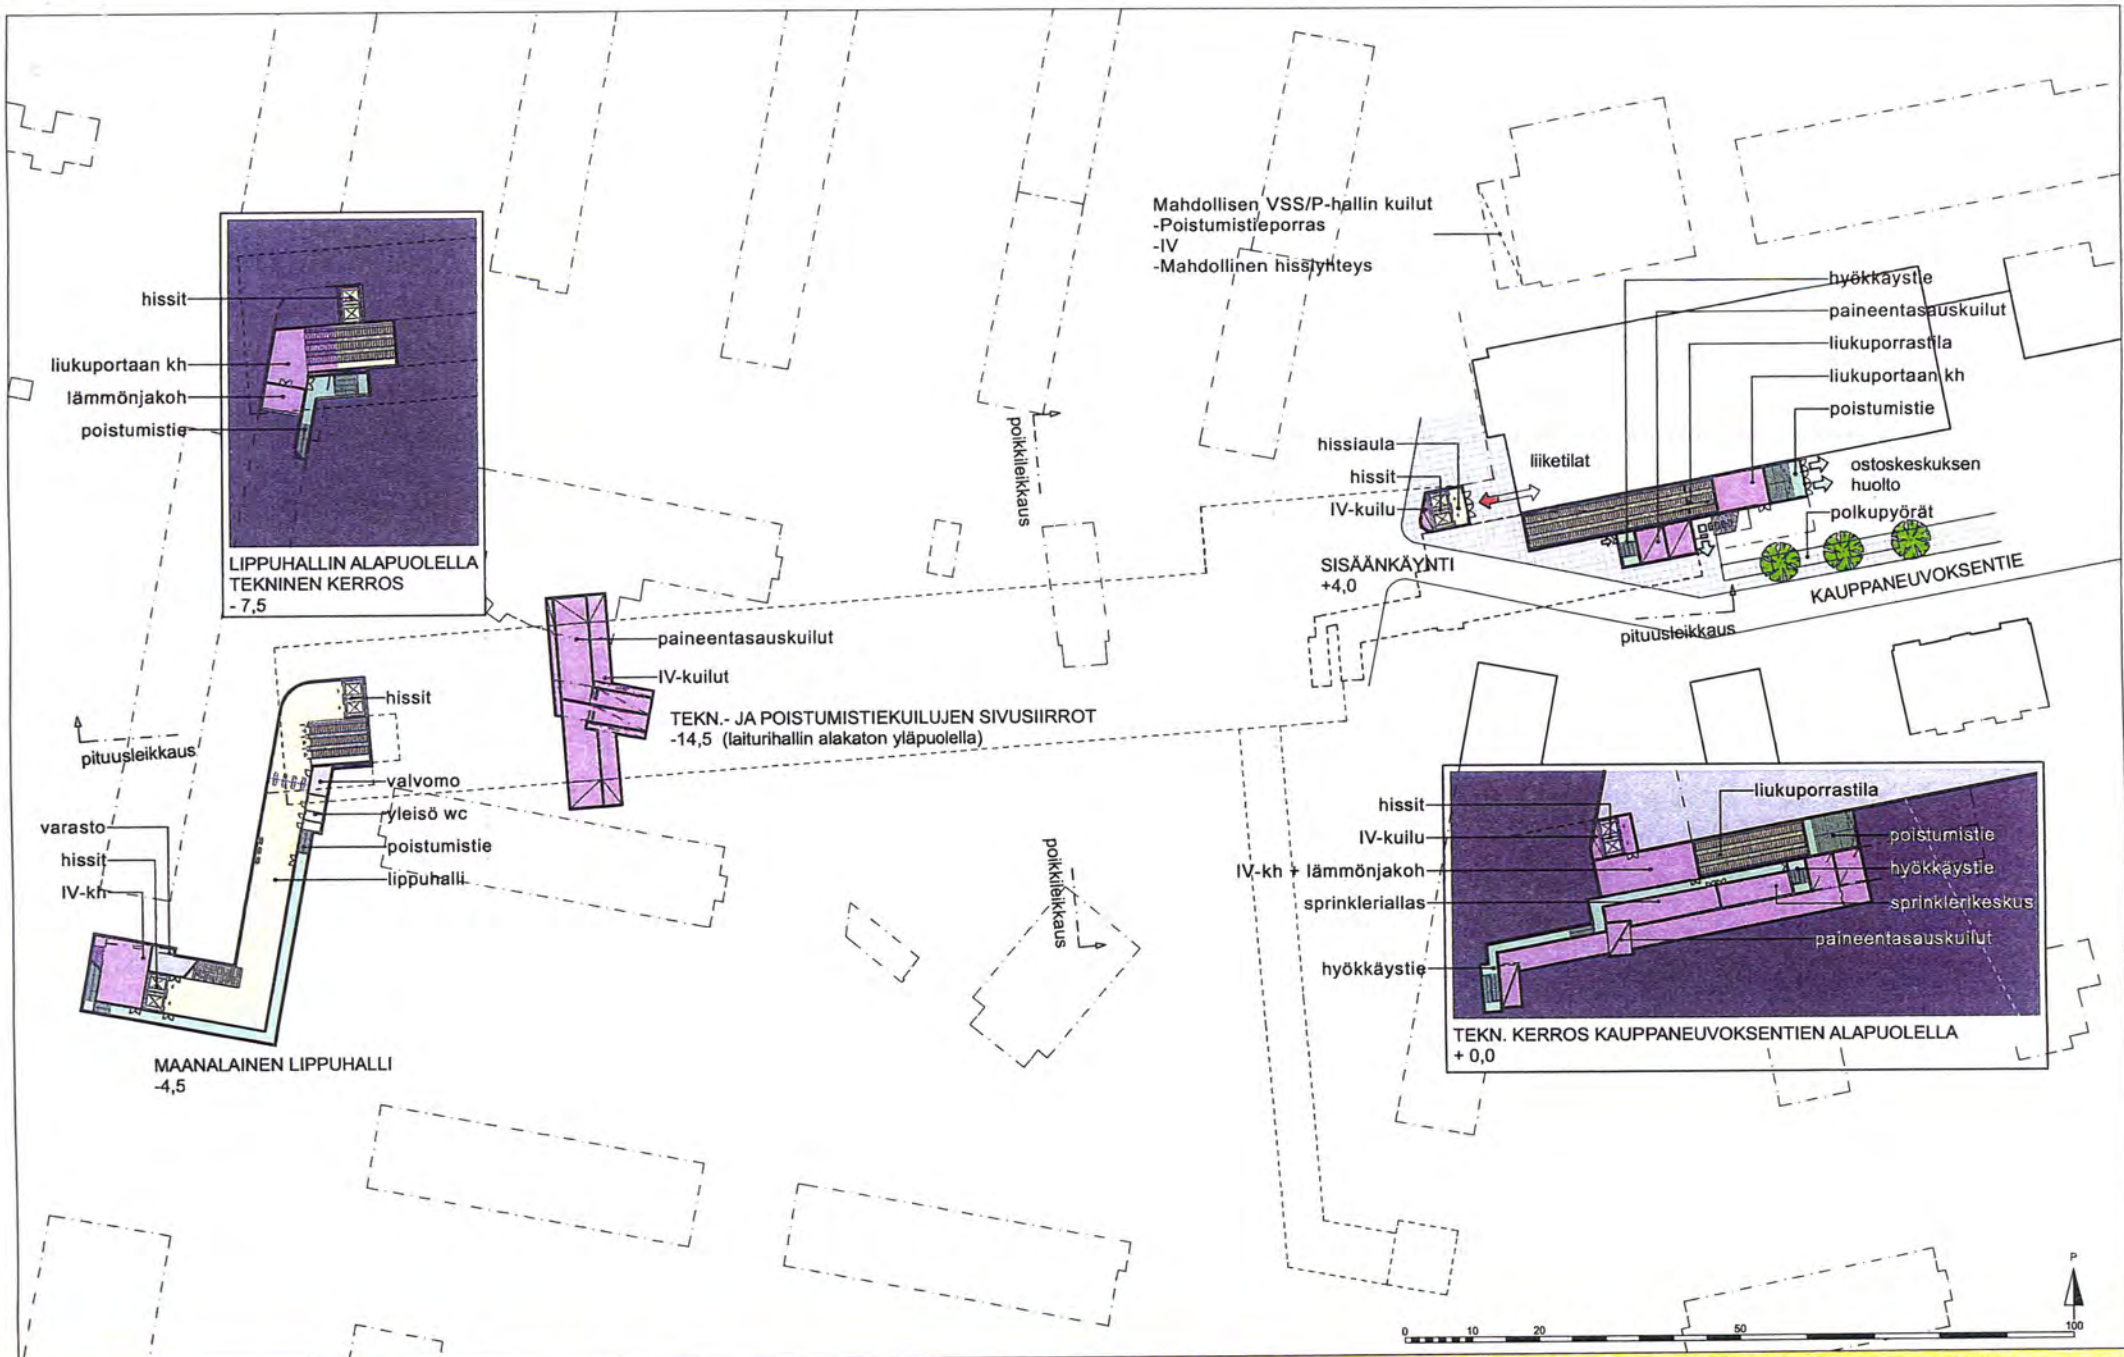 Mahdollisen VSS/P-hallin kuilut
-Poistumistieporras
-IV
-Mahdollinen hissiyhteys
hissit
liukuportaan kh
lämmönjakoh
poistumistie
LIPPUHALLIN ALAPUOLELLA
TEKNINEN KERROS
- 7,5
poikkileikkaus
hyökkäystie
paineentasauskuilut
liukuporrastila
liukuportaan kh
poistumistie
ostoskeskuksen
huolto
polkupyörät
hissiaula
hissit
IV-kuilu
liiketilat
SISÄÄNKÄYNTI
+4,0
KAUPPANEUVOKSENTIE
pituusleikkaus
paineentasauskuilut
IV-kuilut
TEKN.- JA POISTUMISTIEKUILUJEN SIVUSIIRROT
-14,5 (laiturihallin alakaton yläpuolella)
pituusleikkaus
hissit
valvomo
yleisö wc
poistumistie
lippuhalli
varasto
hissit
IV-kh
MAANALAINEN LIPPUHALLI
-4,5
poikkileikkaus
hissit
IV-kuilu
IV-kh + lämmönjakoh
sprinkleriallas
hyökkäystie
liukuporrastila
poistumistie
hyökkäystie
sprinklerikeskus
paineentasauskuilut
TEKN. KERROS KAUPPANEUVOKSENTIEN ALAPUOLELLA
+ 0,0
P
0 10 20 50 100